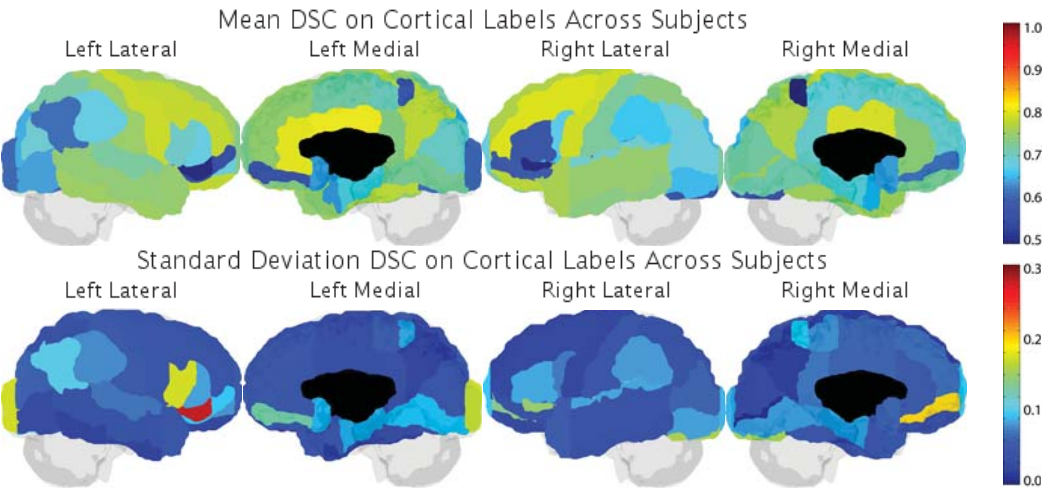 Mean DSC on Cortical Labels Across Subjects
Left Lateral Left Medial Right Lateral Right Medial
1.0
0.9
0.8
0.7
0.6
0.5
Standard Deviation DSC on Cortical Labels Across Subjects
Left Lateral Left Medial Right Lateral Right Medial
0.3
0.2
0.1
0.0